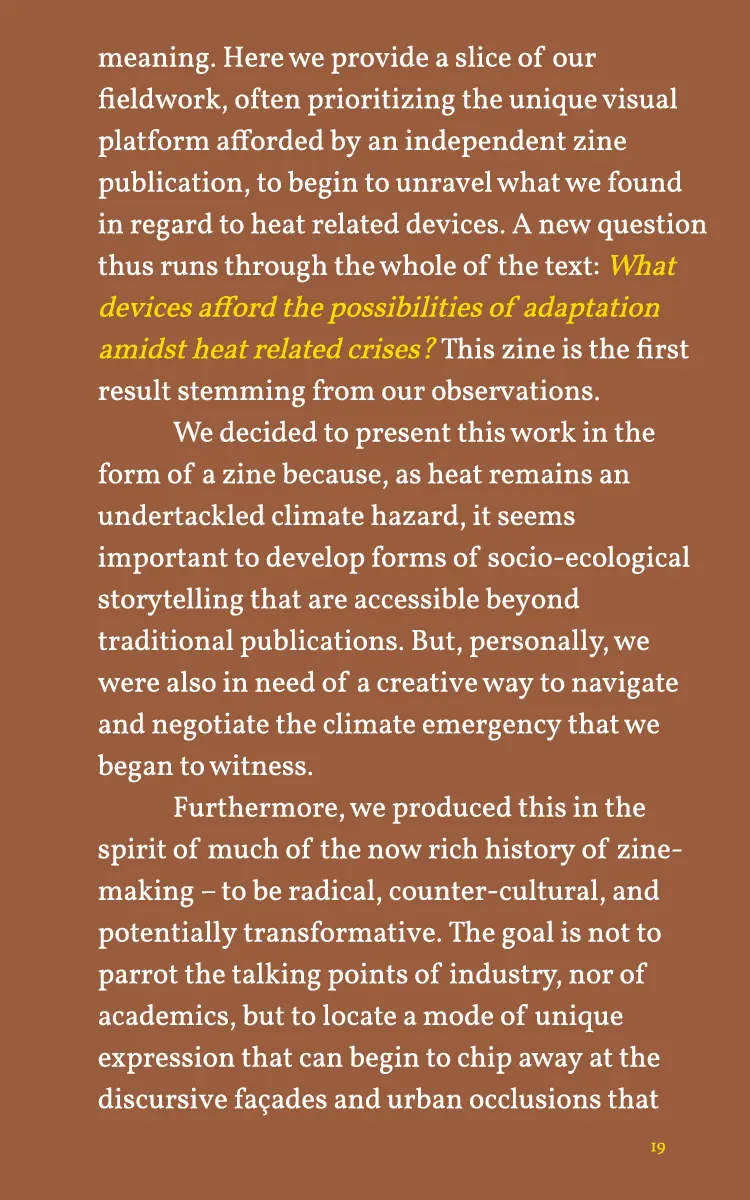 meaning. Here we provide a slice of our
fieldwork, often prioritizing the unique visual
platform afforded by an independent zine
publication, to begin to unravel what we found
in regard to heat related devices. A new question
thus runs through the whole of the text: What
devices afford the possibilities of adaptation
amidst heat related crises? This zine is the first
result stemming from our observations.
We decided to present this work in the
form of a zine because, as heat remains an
undertackled climate hazard, it seems
important to develop forms of socio-ecological
storytelling that are accessible beyond
traditional publications. But, personally, we
were also in need of a creative way to navigate
and negotiate the climate emergency that we
began to witness.
Furthermore, we produced this in the
spirit of much of the now rich history of zine-
making – to be radical, counter-cultural, and
potentially transformative. The goal is not to
parrot the talking points of industry, nor of
academics, but to locate a mode of unique
expression that can begin to chip away at the
discursive façades and urban occlusions that
19